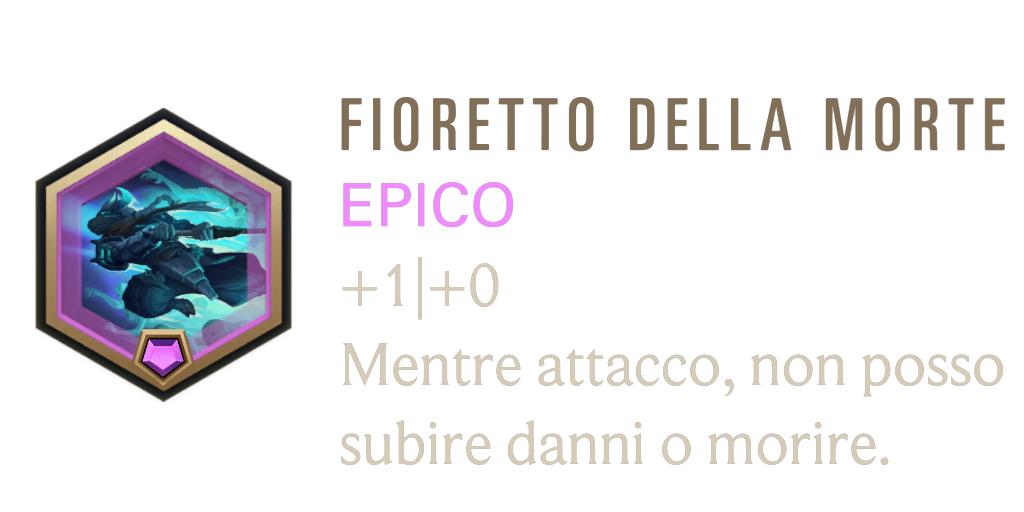 FIORETTO DELLA MORTE
EPICO
+1|+0
Mentre attacco, non posso
subire danni o morire.